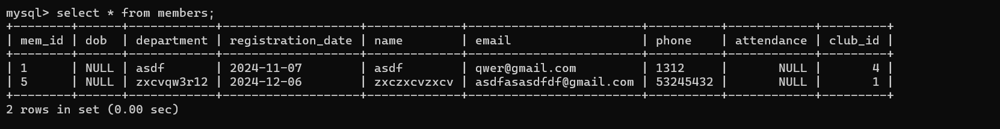 mysql> select * from members;
+--------+------+------------+-------------------+-------------+------------------------+----------+------------+---------+
| mem_id | dob  | department | registration_date | name        | email                  | phone    | attendance | club_id |
+--------+------+------------+-------------------+-------------+------------------------+----------+------------+---------+
| 1      | NULL | asdf       | 2024-11-07        | asdf        | qwer@gmail.com         | 1312     |       NULL |       4 |
| 5      | NULL | zxcvqw3r12 | 2024-12-06        | zxczxcvzxcv | asdfasasdfdf@gmail.com | 53245432 |       NULL |       1 |
+--------+------+------------+-------------------+-------------+------------------------+----------+------------+---------+
2 rows in set (0.00 sec)